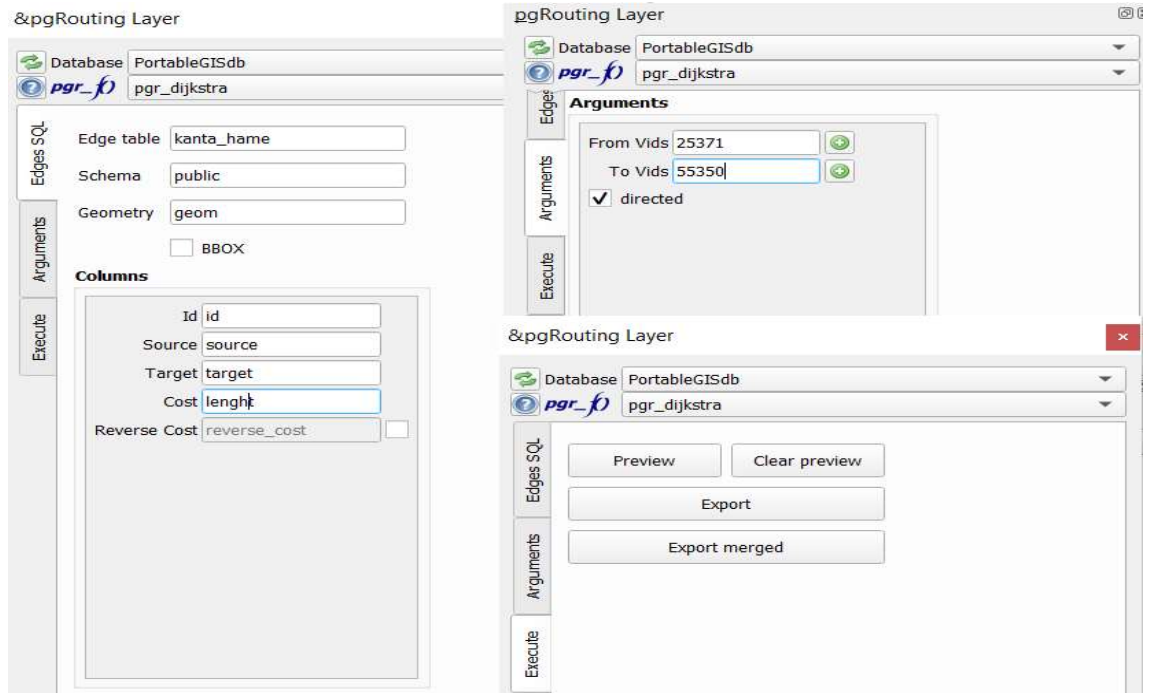 &pgRouting Layer
Database PortableGISdb
pgr_f() pgr_dijkstra
Edges SQL
Arguments
Execute
Edge table kanta_hame
Schema public
Geometry geom
BBOX
Columns
Id id
Source source
Target target
Cost lenght
Reverse Cost reverse_cost
pgRouting Layer
Database PortableGISdb
pgr_f() pgr_dijkstra
Edges
Arguments
Execute
Arguments
From Vids 25371
To Vids 55350
directed
&pgRouting Layer
Database PortableGISdb
pgr_f() pgr_dijkstra
Edges SQL
Arguments
Execute
Preview Clear preview
Export
Export merged